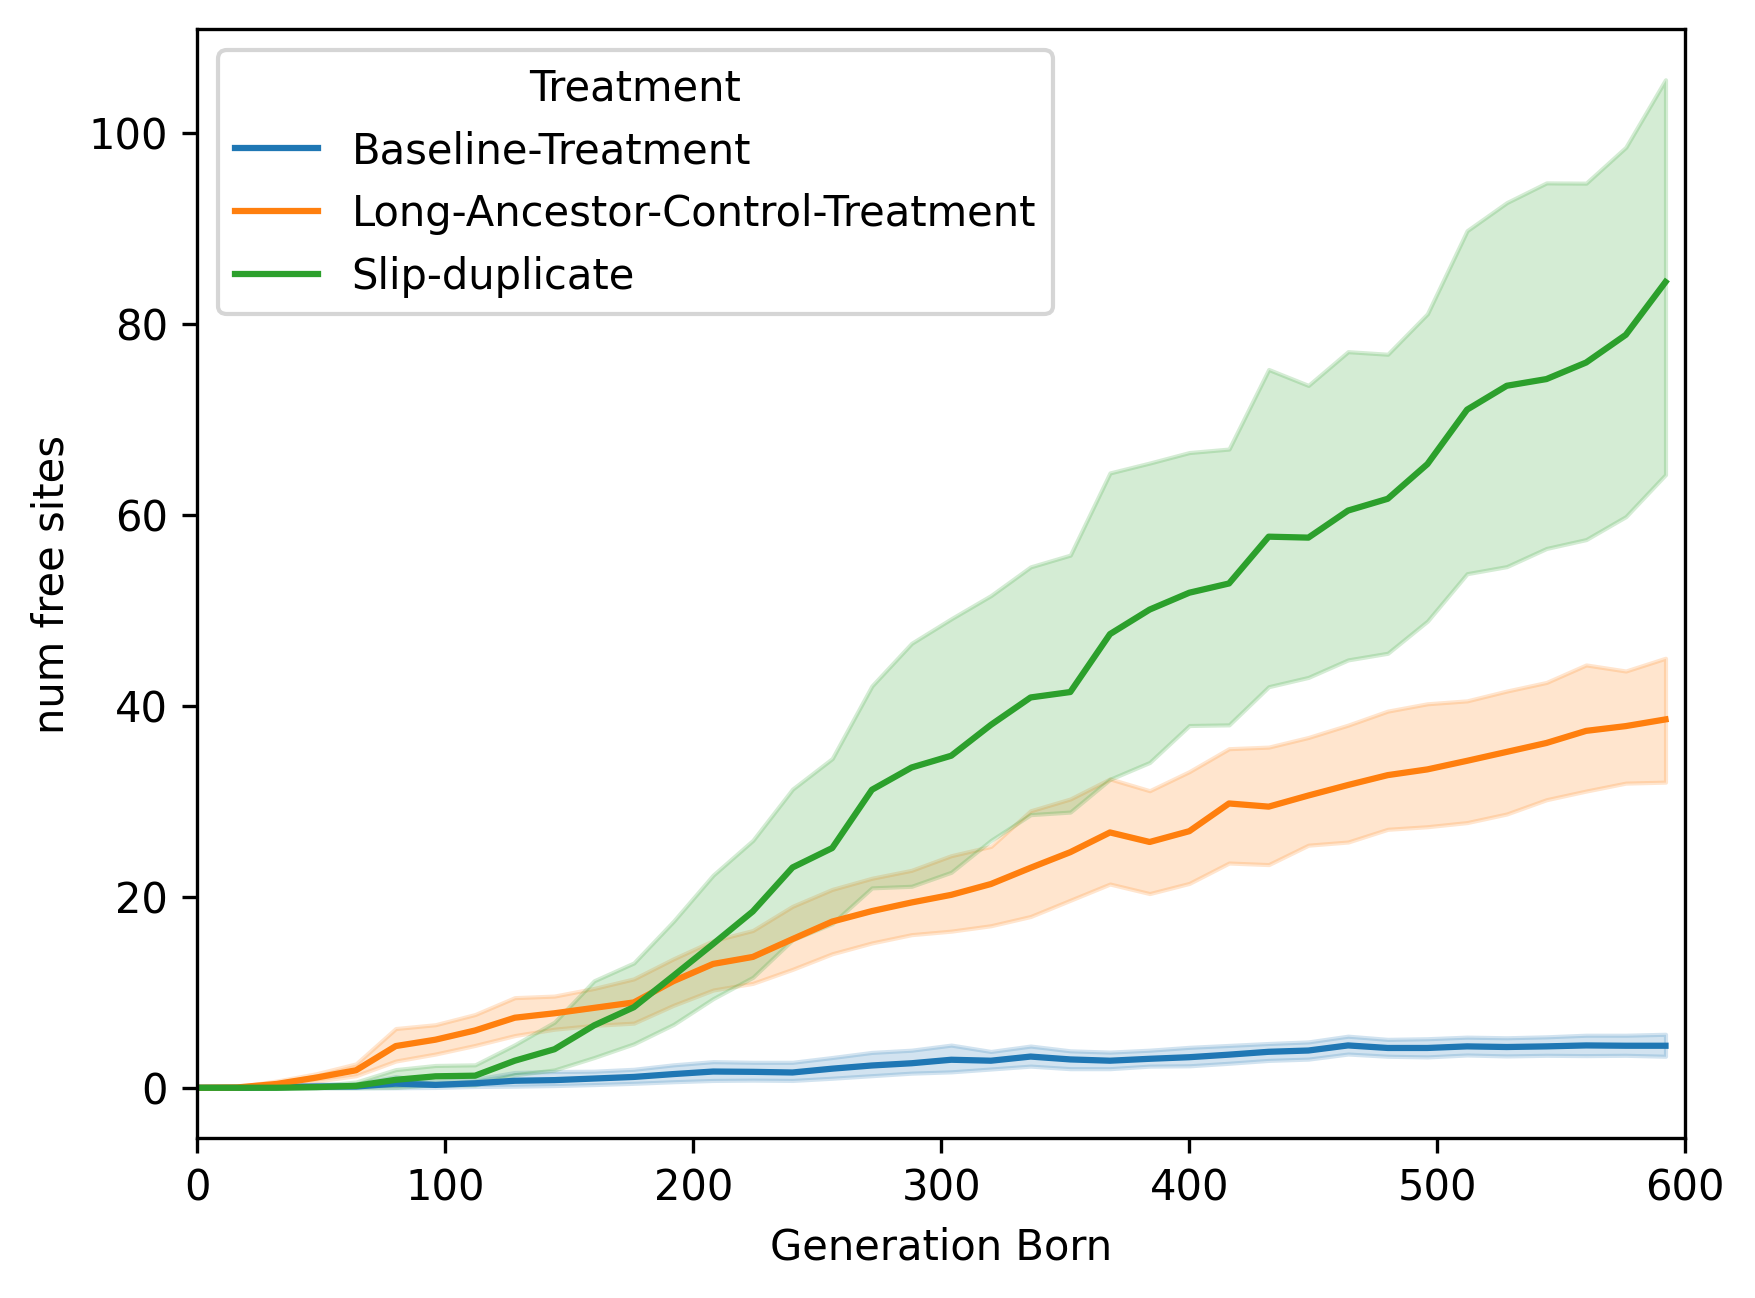 Treatment
Baseline-Treatment
Long-Ancestor-Control-Treatment
Slip-duplicate
100
80
60
40
20
0
num free sites
0 100 200 300 400 500 600
Generation Born